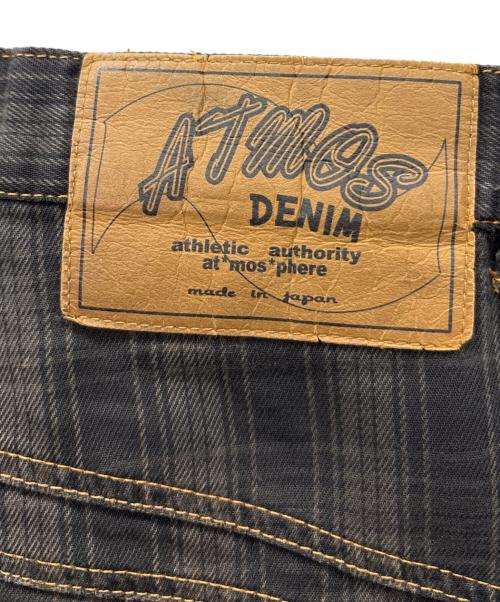 ATMOS
DENIM
athletic authority
at*mos*phere
made in japan